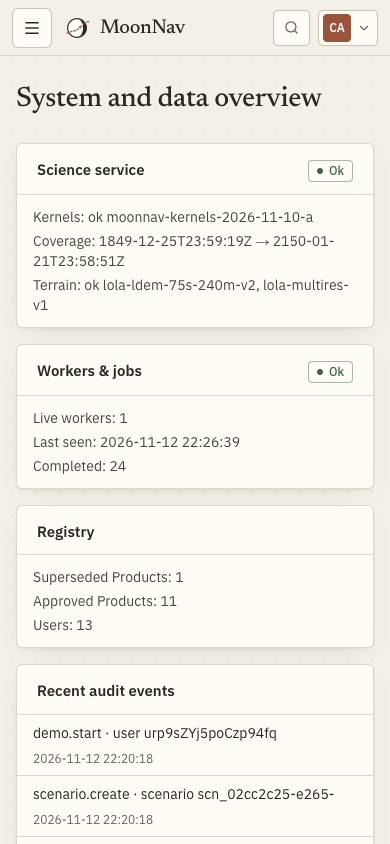 MoonNav
CA
System and data overview
Science service
Ok
Kernels: ok moonnav-kernels-2026-11-10-a
Coverage: 1849-12-25T23:59:19Z → 2150-01-
21T23:58:51Z
Terrain: ok lola-ldem-75s-240m-v2, lola-multires-
v1
Workers & jobs
Ok
Live workers: 1
Last seen: 2026-11-12 22:26:39
Completed: 24
Registry
Superseded Products: 1
Approved Products: 11
Users: 13
Recent audit events
demo.start · user urp9sZYj5poCzp94fq
2026-11-12 22:20:18
scenario.create · scenario scn_02cc2c25-e265-
2026-11-12 22:20:18